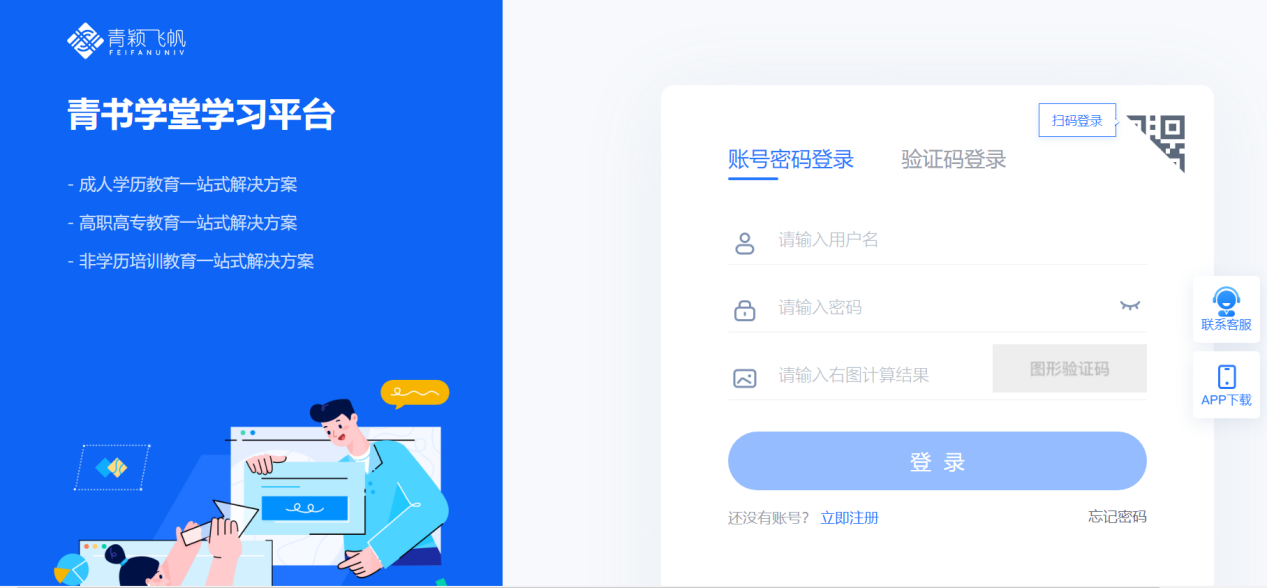 青颖飞帆
FEIFANUNIV
青书学堂学习平台
- 成人学历教育一站式解决方案
- 高职高专教育一站式解决方案
- 非学历培训教育一站式解决方案
扫码登录
账号密码登录 验证码登录
请输入用户名
请输入密码
请输入右图计算结果 图形验证码
登 录
还没有账号? 立即注册 忘记密码
联系客服
APP下载